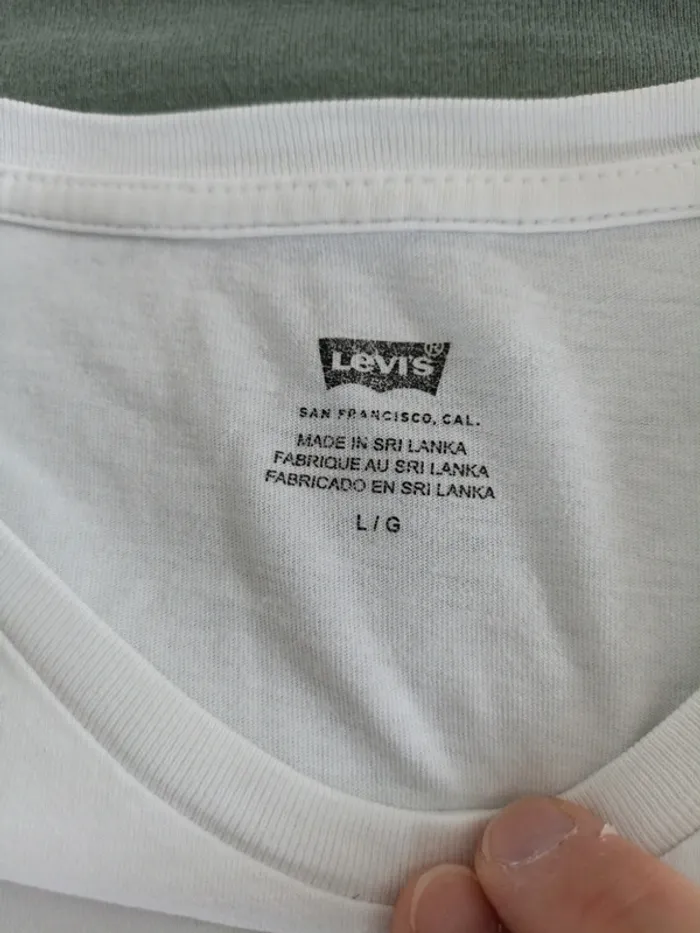 LEVI'S®
SAN FRANCISCO, CAL.
MADE IN SRI LANKA
FABRIQUE AU SRI LANKA
FABRICADO EN SRI LANKA
L / G